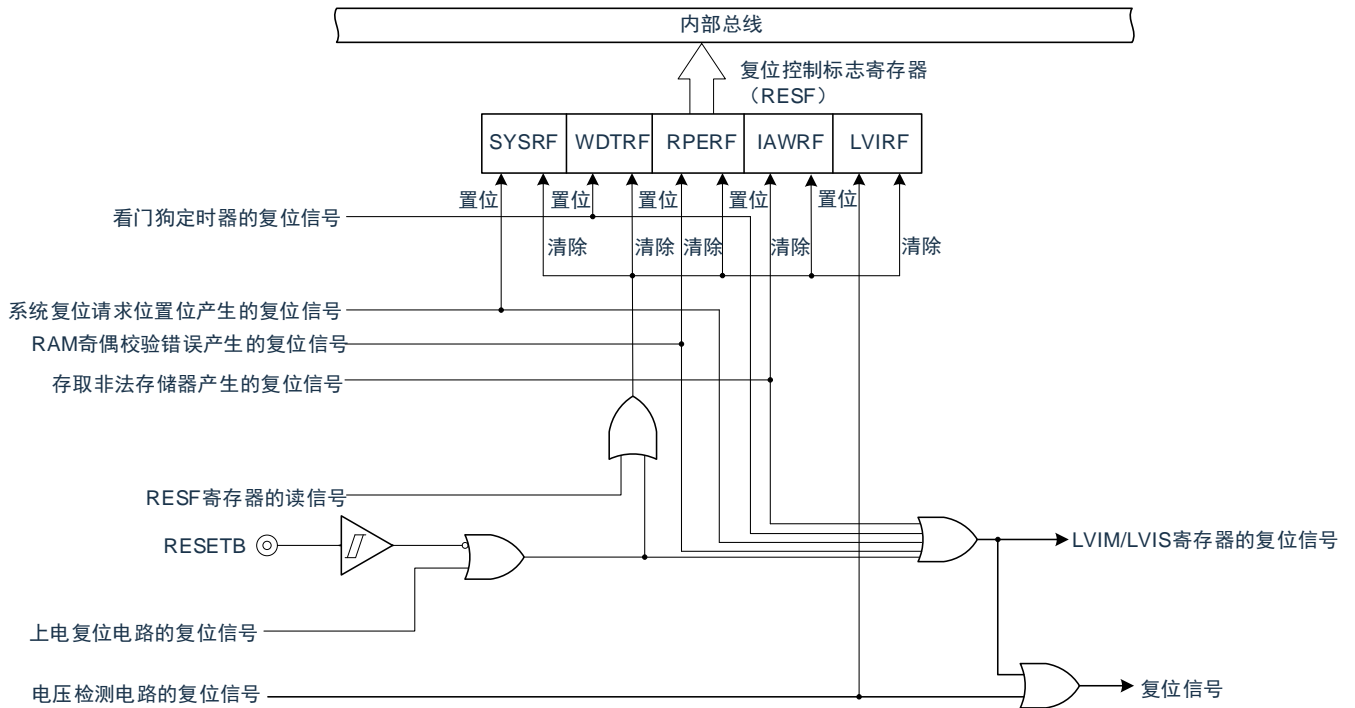 内部总线
复位控制标志寄存器
（RESF）
SYSRF WDTRF RPERF IAWRF LVIRF
置位 置位 置位 置位 置位
看门狗定时器的复位信号
清除 清除 清除 清除 清除
系统复位请求位置位产生的复位信号
RAM奇偶校验错误产生的复位信号
存取非法存储器产生的复位信号
RESF寄存器的读信号
RESETB
LVIM/LVIS寄存器的复位信号
上电复位电路的复位信号
电压检测电路的复位信号
复位信号